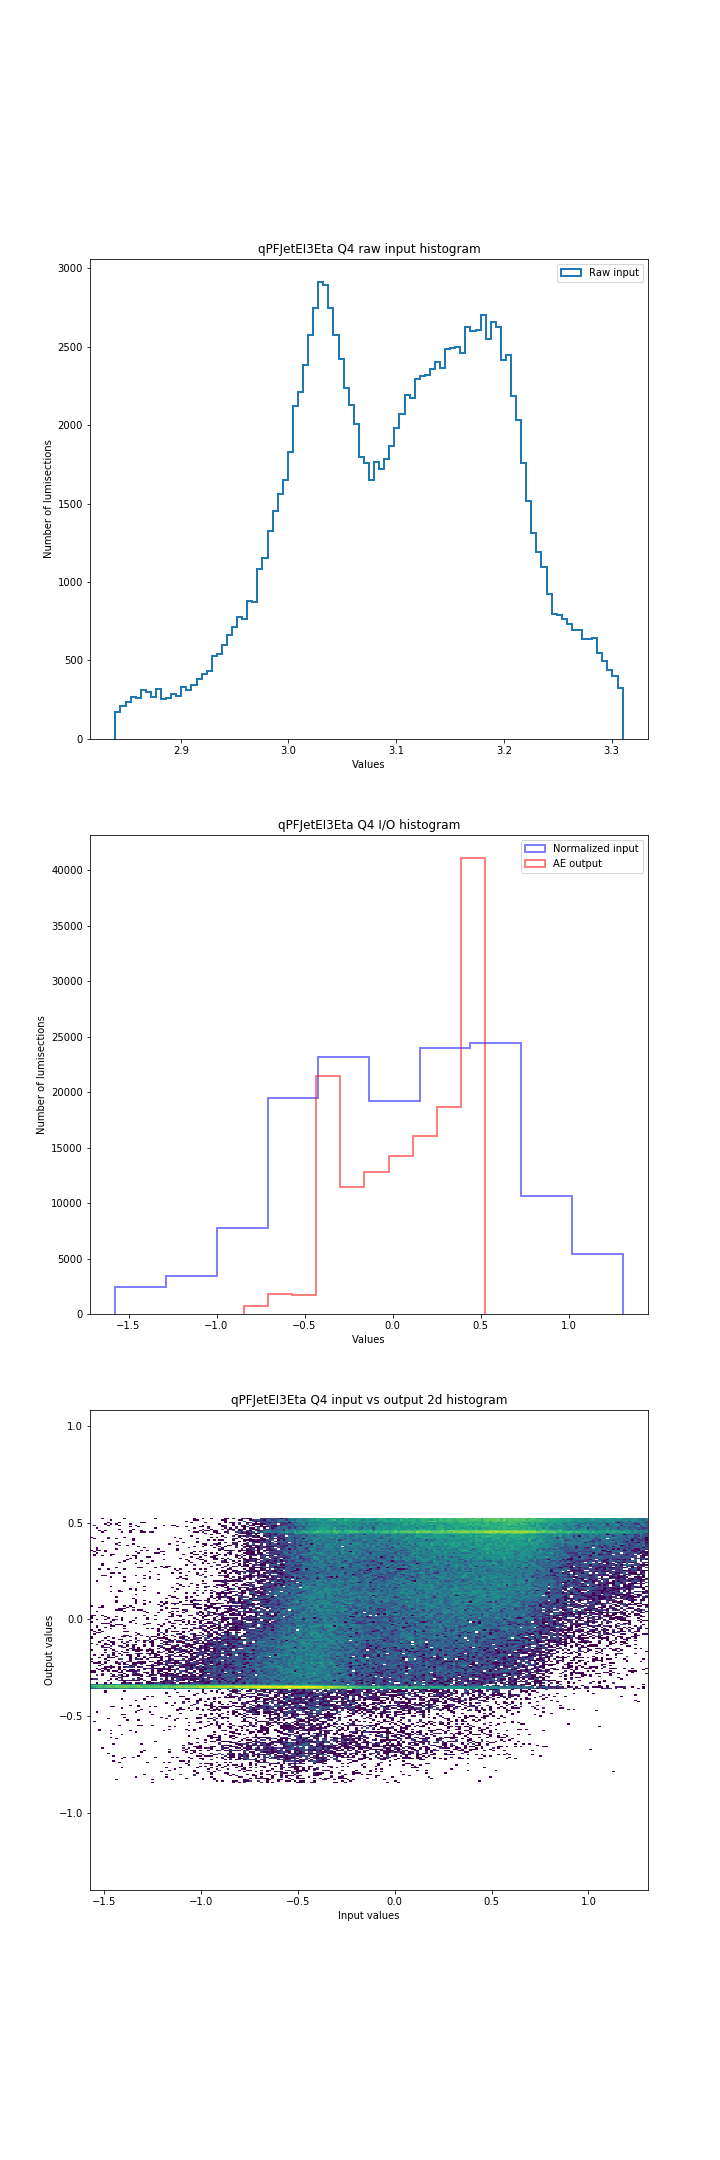 qPFJetEI3Eta Q4 raw input histogram
Raw input
3000
2500
2000
1500
1000
500
0
Number of lumisections
2.9 3.0 3.1 3.2 3.3
Values
qPFJetEI3Eta Q4 I/O histogram
Normalized input
AE output
40000
35000
30000
25000
20000
15000
10000
5000
0
Number of lumisections
−1.5 −1.0 −0.5 0.0 0.5 1.0
Values
qPFJetEI3Eta Q4 input vs output 2d histogram
1.0
0.5
0.0
−0.5
−1.0
Output values
−1.5 −1.0 −0.5 0.0 0.5 1.0
Input values